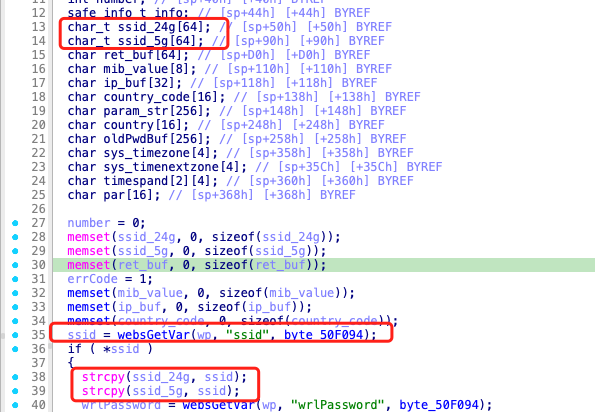 12 safe_info_t info; // [sp+44h] [+44h] BYREF
13 char_t ssid_24g[64]; // [sp+50h] [+50h] BYREF
14 char_t ssid_5g[64]; // [sp+90h] [+90h] BYREF
15 char ret_buf[64]; // [sp+D0h] [+D0h] BYREF
16 char mib_value[8]; // [sp+110h] [+110h] BYREF
17 char ip_buf[32]; // [sp+118h] [+118h] BYREF
18 char country_code[16]; // [sp+138h] [+138h] BYREF
19 char param_str[256]; // [sp+148h] [+148h] BYREF
20 char country[16]; // [sp+248h] [+248h] BYREF
21 char oldPwdBuf[256]; // [sp+258h] [+258h] BYREF
22 char sys_timezone[4]; // [sp+358h] [+358h] BYREF
23 char sys_timenextzone[4]; // [sp+35Ch] [+35Ch] BYREF
24 char timespand[2][4]; // [sp+360h] [+360h] BYREF
25 char par[16]; // [sp+368h] [+368h] BYREF
26
27 number = 0;
28 memset(ssid_24g, 0, sizeof(ssid_24g));
29 memset(ssid_5g, 0, sizeof(ssid_5g));
30 memset(ret_buf, 0, sizeof(ret_buf));
31 errCode = 1;
32 memset(mib_value, 0, sizeof(mib_value));
33 memset(ip_buf, 0, sizeof(ip_buf));
34 memset(country_code, 0, sizeof(country_code));
35 ssid = websGetVar(wp, "ssid", byte_50F094);
36 if ( *ssid )
37 {
38 strcpy(ssid_24g, ssid);
39 strcpy(ssid_5g, ssid);
40 wrlPassword = websGetVar(wp, "wrlPassword", byte_50F094);